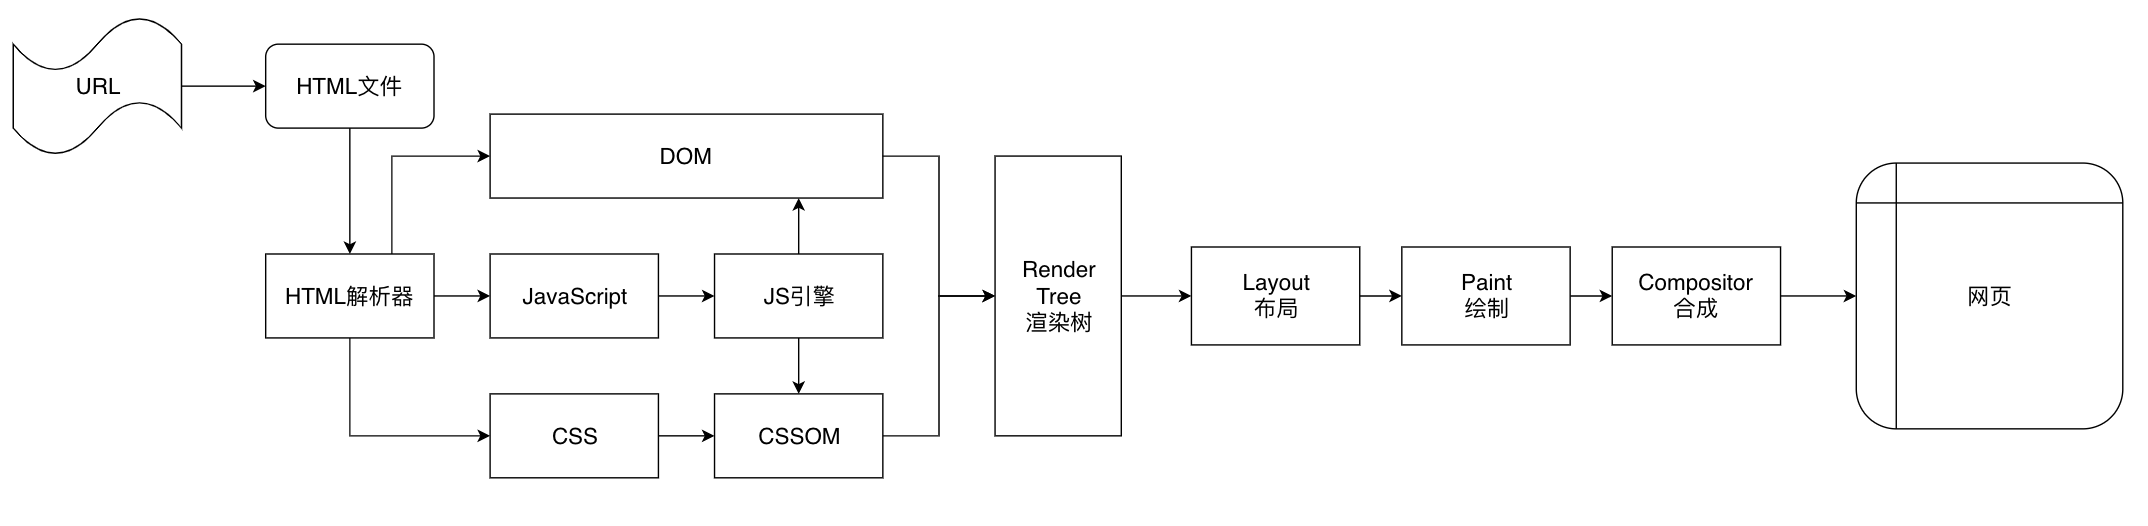 URL
HTML文件
DOM
HTML解析器
JavaScript
JS引擎
CSS
CSSOM
Render
Tree
渲染树
Layout
布局
Paint
绘制
Compositor
合成
网页